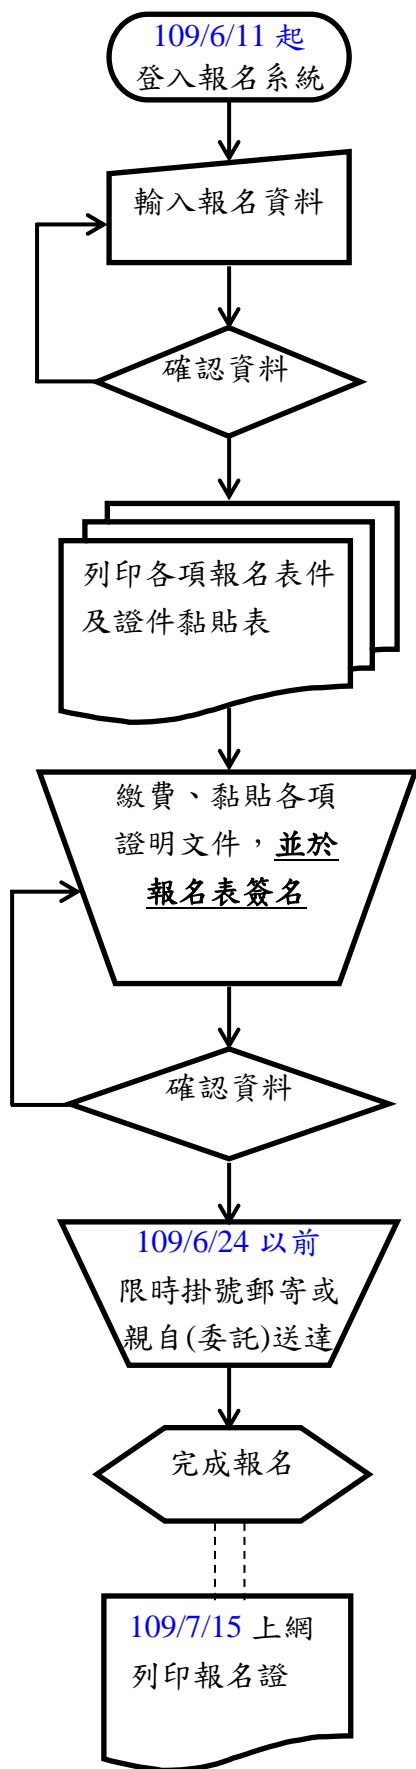 109/6/11 起
登入報名系統
輸入報名資料
確認資料
列印各項報名表件
及證件黏貼表
繳費、黏貼各項
證明文件，並於
報名表簽名
確認資料
109/6/24 以前
限時掛號郵寄或
親自(委託)送達
完成報名
109/7/15 上網
列印報名證